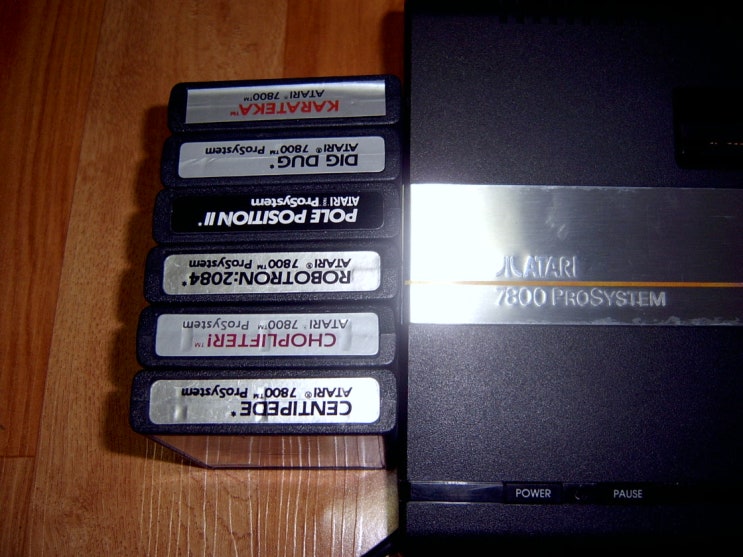 KARATEKA™
ATARI® 7800™
DIG DUG*
ATARI® 7800™ ProSystem
POLE POSITION II*
ATARI 7800 ProSystem
ROBOTRON:2084*
ATARI® 7800™ ProSystem
CHOPLIFTER!™
ATARI® 7800™ ProSystem
CENTIPEDE*
ATARI® 7800™ ProSystem
ATARI
7800 PROSYSTEM
POWER
PAUSE